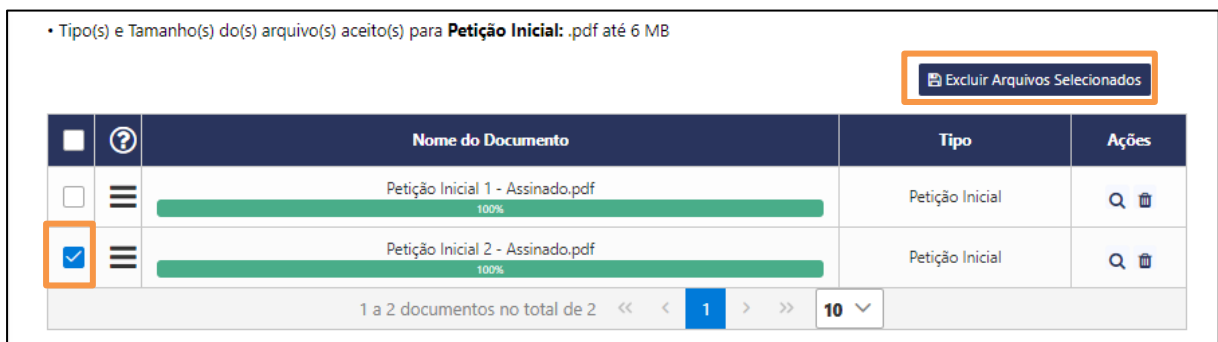 • Tipo(s) e Tamanho(s) do(s) arquivo(s) aceito(s) para Petição Inicial: .pdf até 6 MB
Excluir Arquivos Selecionados
? Nome do Documento Tipo Ações
Petição Inicial 1 - Assinado.pdf
100%
Petição Inicial
Petição Inicial 2 - Assinado.pdf
100%
Petição Inicial
1 a 2 documentos no total de 2 << < 1 > >> 10